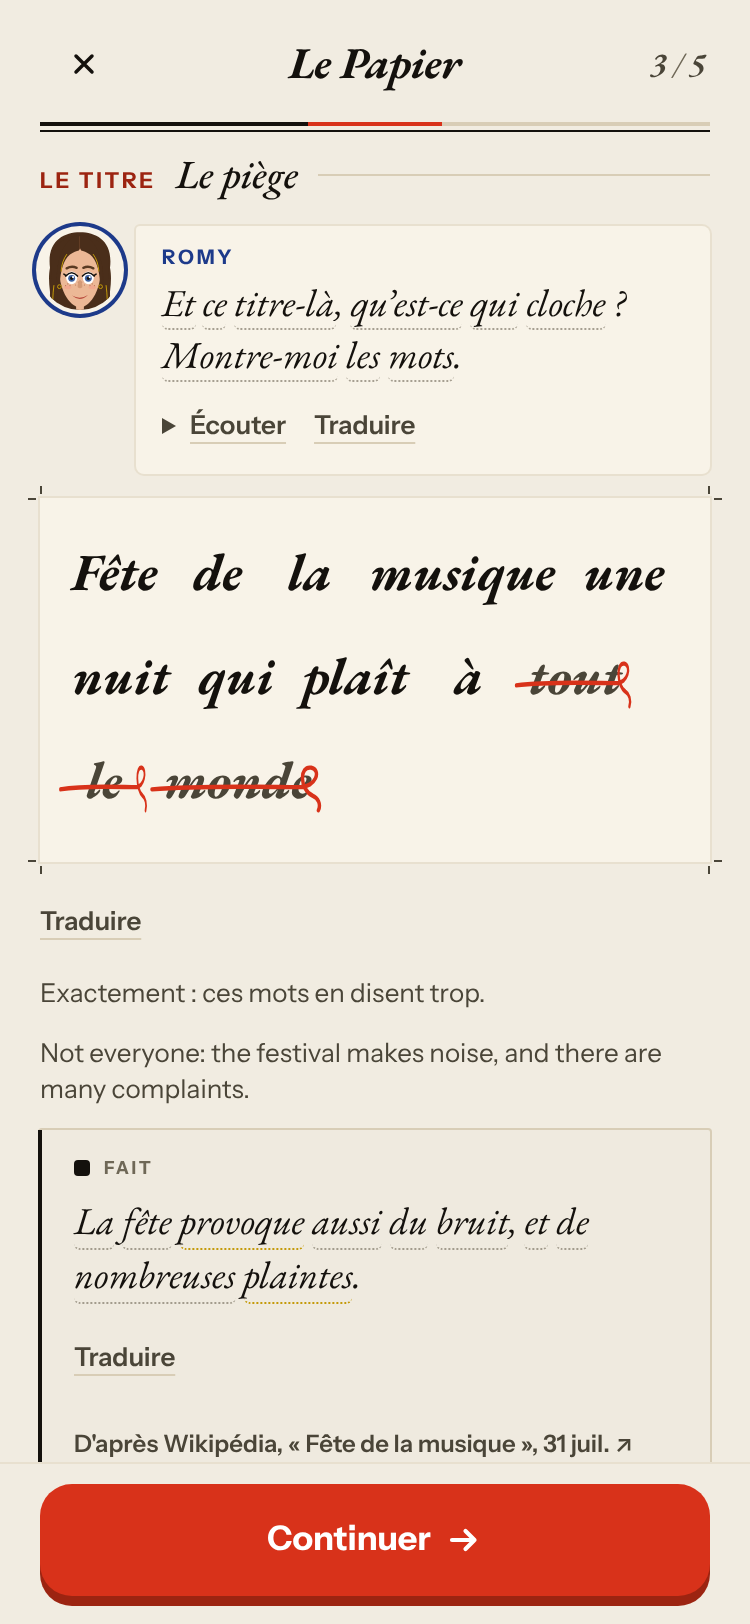 Le Papier
3 / 5
LE TITRE Le piège
ROMY
Et ce titre-là, qu’est-ce qui cloche ?
Montre-moi les mots.
Écouter Traduire
Fête de la musique une
nuit qui plaît à tout
le monde
Traduire
Exactement : ces mots en disent trop.
Not everyone: the festival makes noise, and there are
many complaints.
FAIT
La fête provoque aussi du bruit, et de
nombreuses plaintes.
Traduire
D'après Wikipédia, « Fête de la musique », 31 juil. ↗
Continuer →